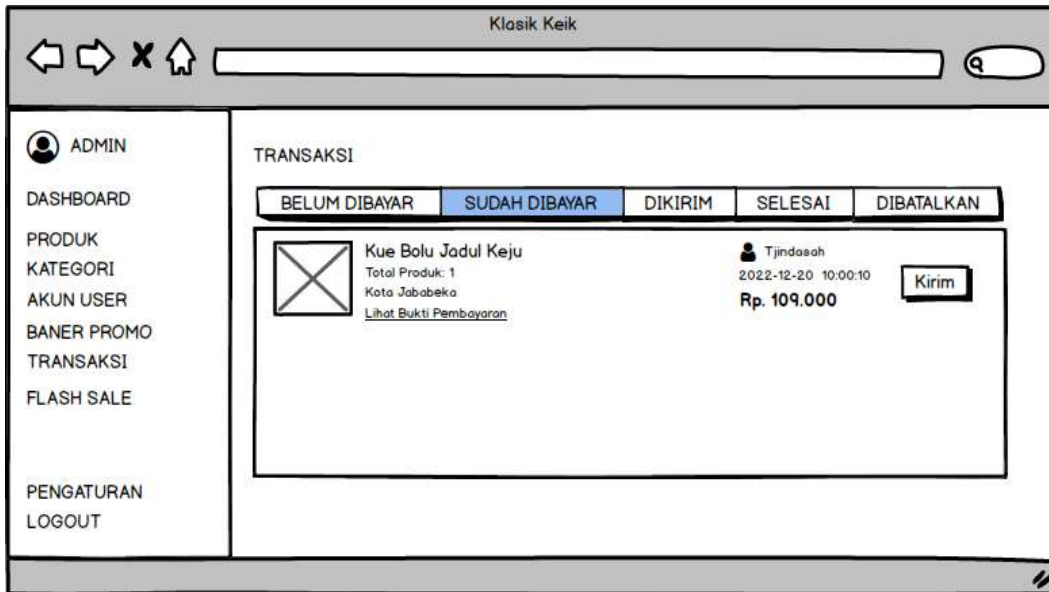 Klasik Keik
ADMIN
DASHBOARD
PRODUK
KATEGORI
AKUN USER
BANER PROMO
TRANSAKSI
FLASH SALE
PENGATURAN
LOGOUT
TRANSAKSI
BELUM DIBAYAR SUDAH DIBAYAR DIKIRIM SELESAI DIBATALKAN
Kue Bolu Jadul Keju
Total Produk: 1
Kota Jababeka
Lihat Bukti Pembayaran
Tjindasah
2022-12-20 10:00:10
Rp. 109.000
Kirim